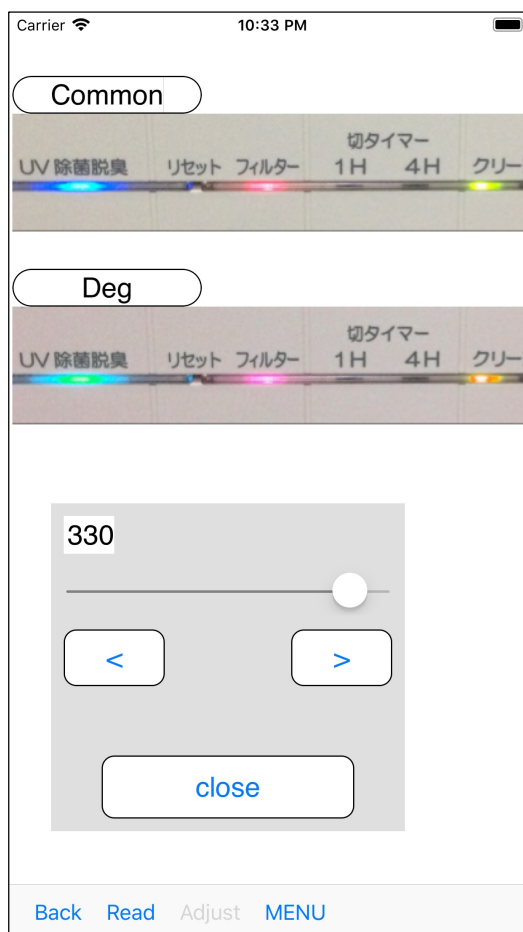 Carrier 10:33 PM
Common
切タイマー
UV 除菌脱臭 リセット フィルター 1H 4H クリー
Deg
切タイマー
UV 除菌脱臭 リセット フィルター 1H 4H クリー
330
< >
close
Back Read Adjust MENU